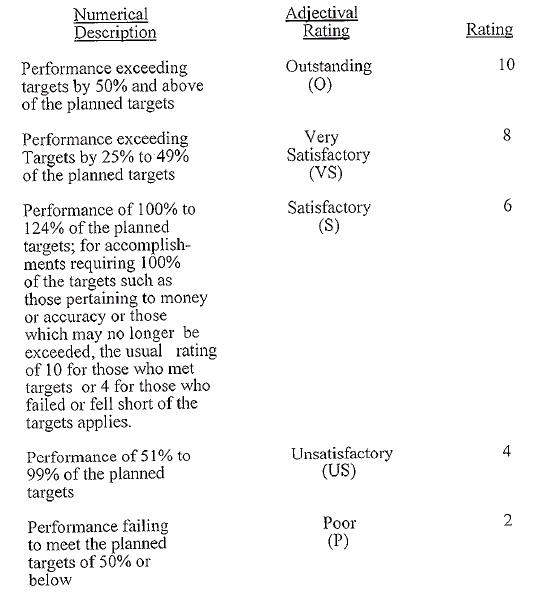 Numerical Description
Adjectival Rating
Rating
Performance exceeding
targets by 50% and above
of the planned targets
Outstanding
(O)
10
Performance exceeding
Targets by 25% to 49%
of the planned targets
Very
Satisfactory
(VS)
8
Performance of 100% to
124% of the planned
targets; for accomplish-
ments requiring 100%
of the targets such as
those pertaining to money
or accuracy or those
which may no longer be
exceeded, the usual rating
of 10 for those who met
targets or 4 for those who
failed or fell short of the
targets applies.
Satisfactory
(S)
6
Performance of 51% to
99% of the planned
targets
Unsatisfactory
(US)
4
Performance failing
to meet the planned
targets of 50% or
below
Poor
(P)
2